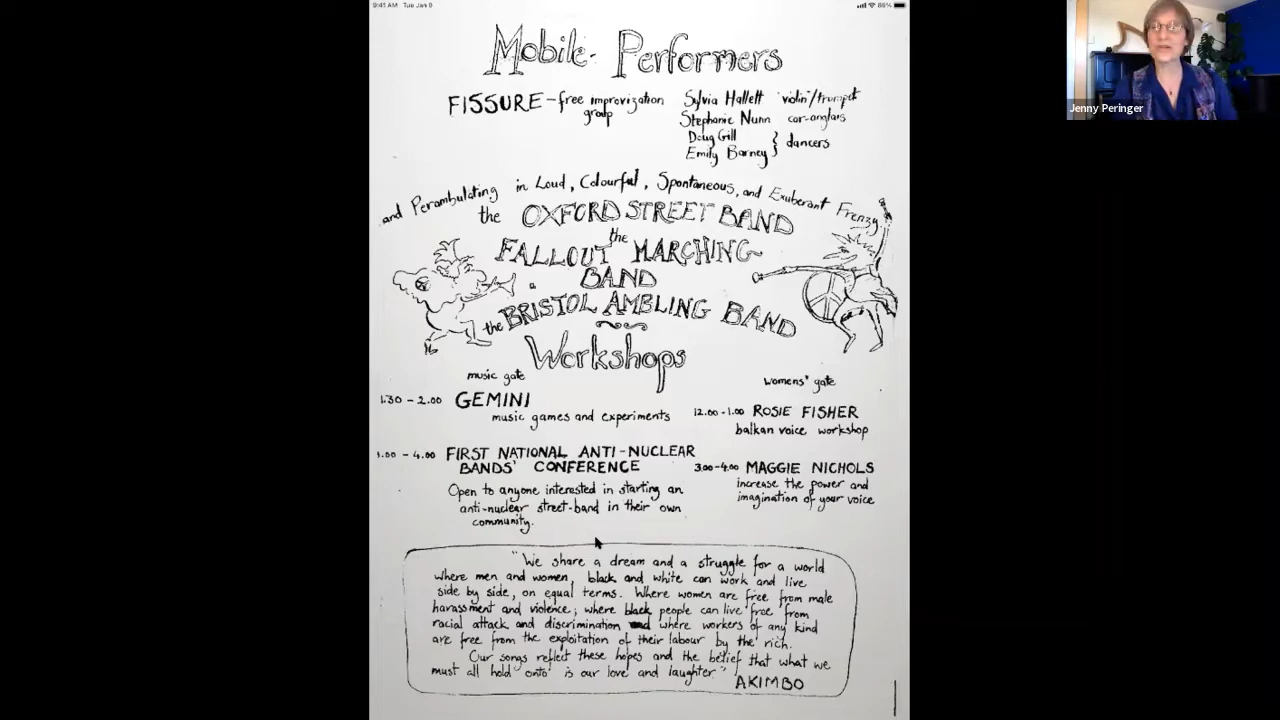 9:41 AM Tue Jan 9
86%
Mobile- Performers
FISSURE - free improvization group
Sylvia Hallett violin/trumpet
Stephanie Nunn cor-anglais
Doug Gill
Emily Barney } dancers
and Perambulating in Loud, Colourful, Spontaneous, and Exuberant Frenzy
the OXFORD STREET BAND
the
FALLOUT MARCHING
BAND
the BRISTOL AMBLING BAND
Workshops
music gate
1.30 - 2.00 GEMINI
music games and experiments
FIRST NATIONAL ANTI-NUCLEAR
BANDS' CONFERENCE
Open to anyone interested in starting an
anti-nuclear street-band in their own
community.
womens' gate
12.00 - 1.00 ROSIE FISHER
balkan voice workshop
3.00 - 4.00 MAGGIE NICHOLS
increase the power and
imagination of your voice
"We share a dream and a struggle for a world
where men and women, black and white can work and live
side by side, on equal terms. Where women are free from male
harassment and violence; where black people can live free from
racial attack and discrimination and where workers of any kind
are free from the exploitation of their labour by the rich.
Our songs reflect these hopes and the belief that what we
must all hold onto is our love and laughter"
AKIMBO
Jenny Peringer